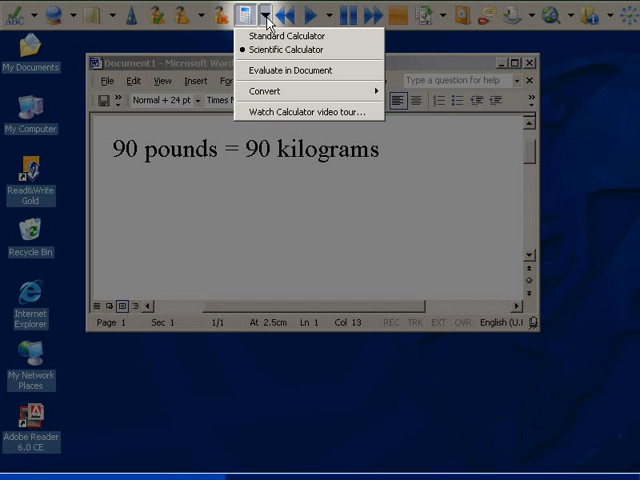 ABC
Standard Calculator
Scientific Calculator
Evaluate in Document
Convert
Watch Calculator video tour...
Document1 - Microsoft Word
File Edit View Insert
Type a question for help
Normal + 24 pt
90 pounds = 90 kilograms
Page 1 Sec 1 1/1 At 2.5cm Ln 1 Col 13 REC TRK EXT OVR English (U.
My Documents
My Computer
Read&Write
Gold
Recycle Bin
Internet
Explorer
My Network
Places
Adobe Reader
6.0 CE